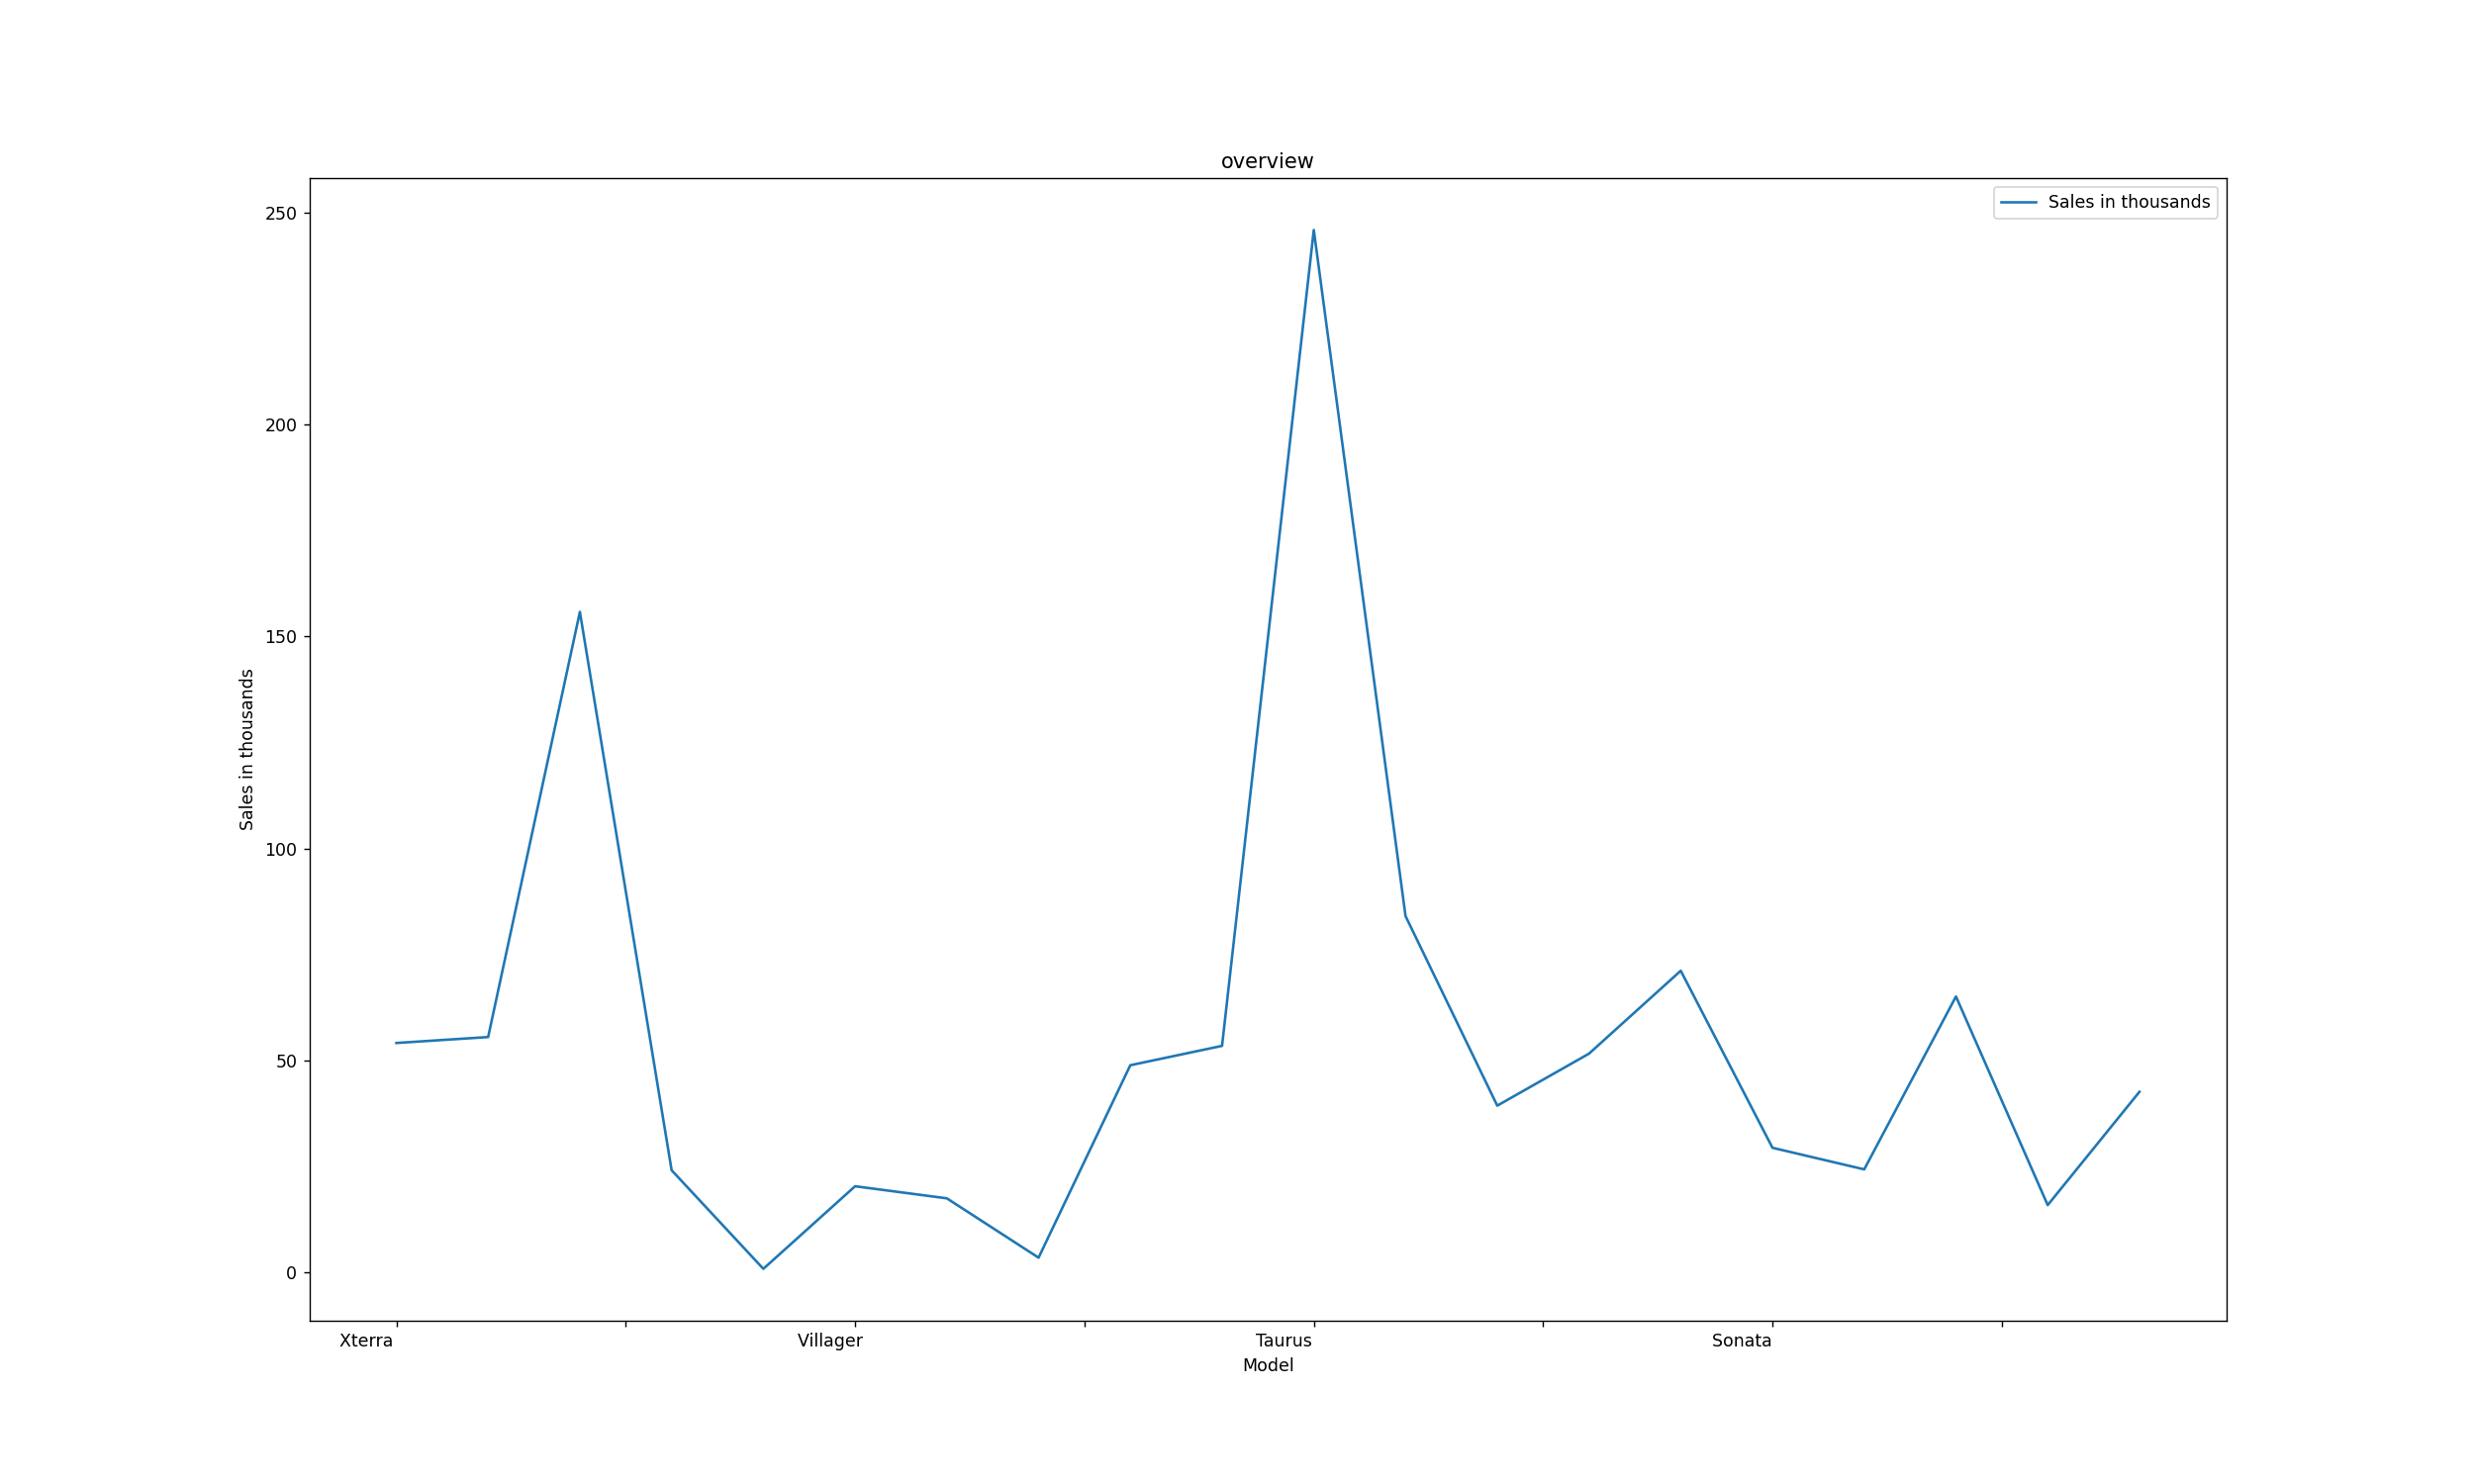 overview
Sales in thousands
250
200
150
100
50
0
Sales in thousands
Xterra Villager Taurus Sonata
Model